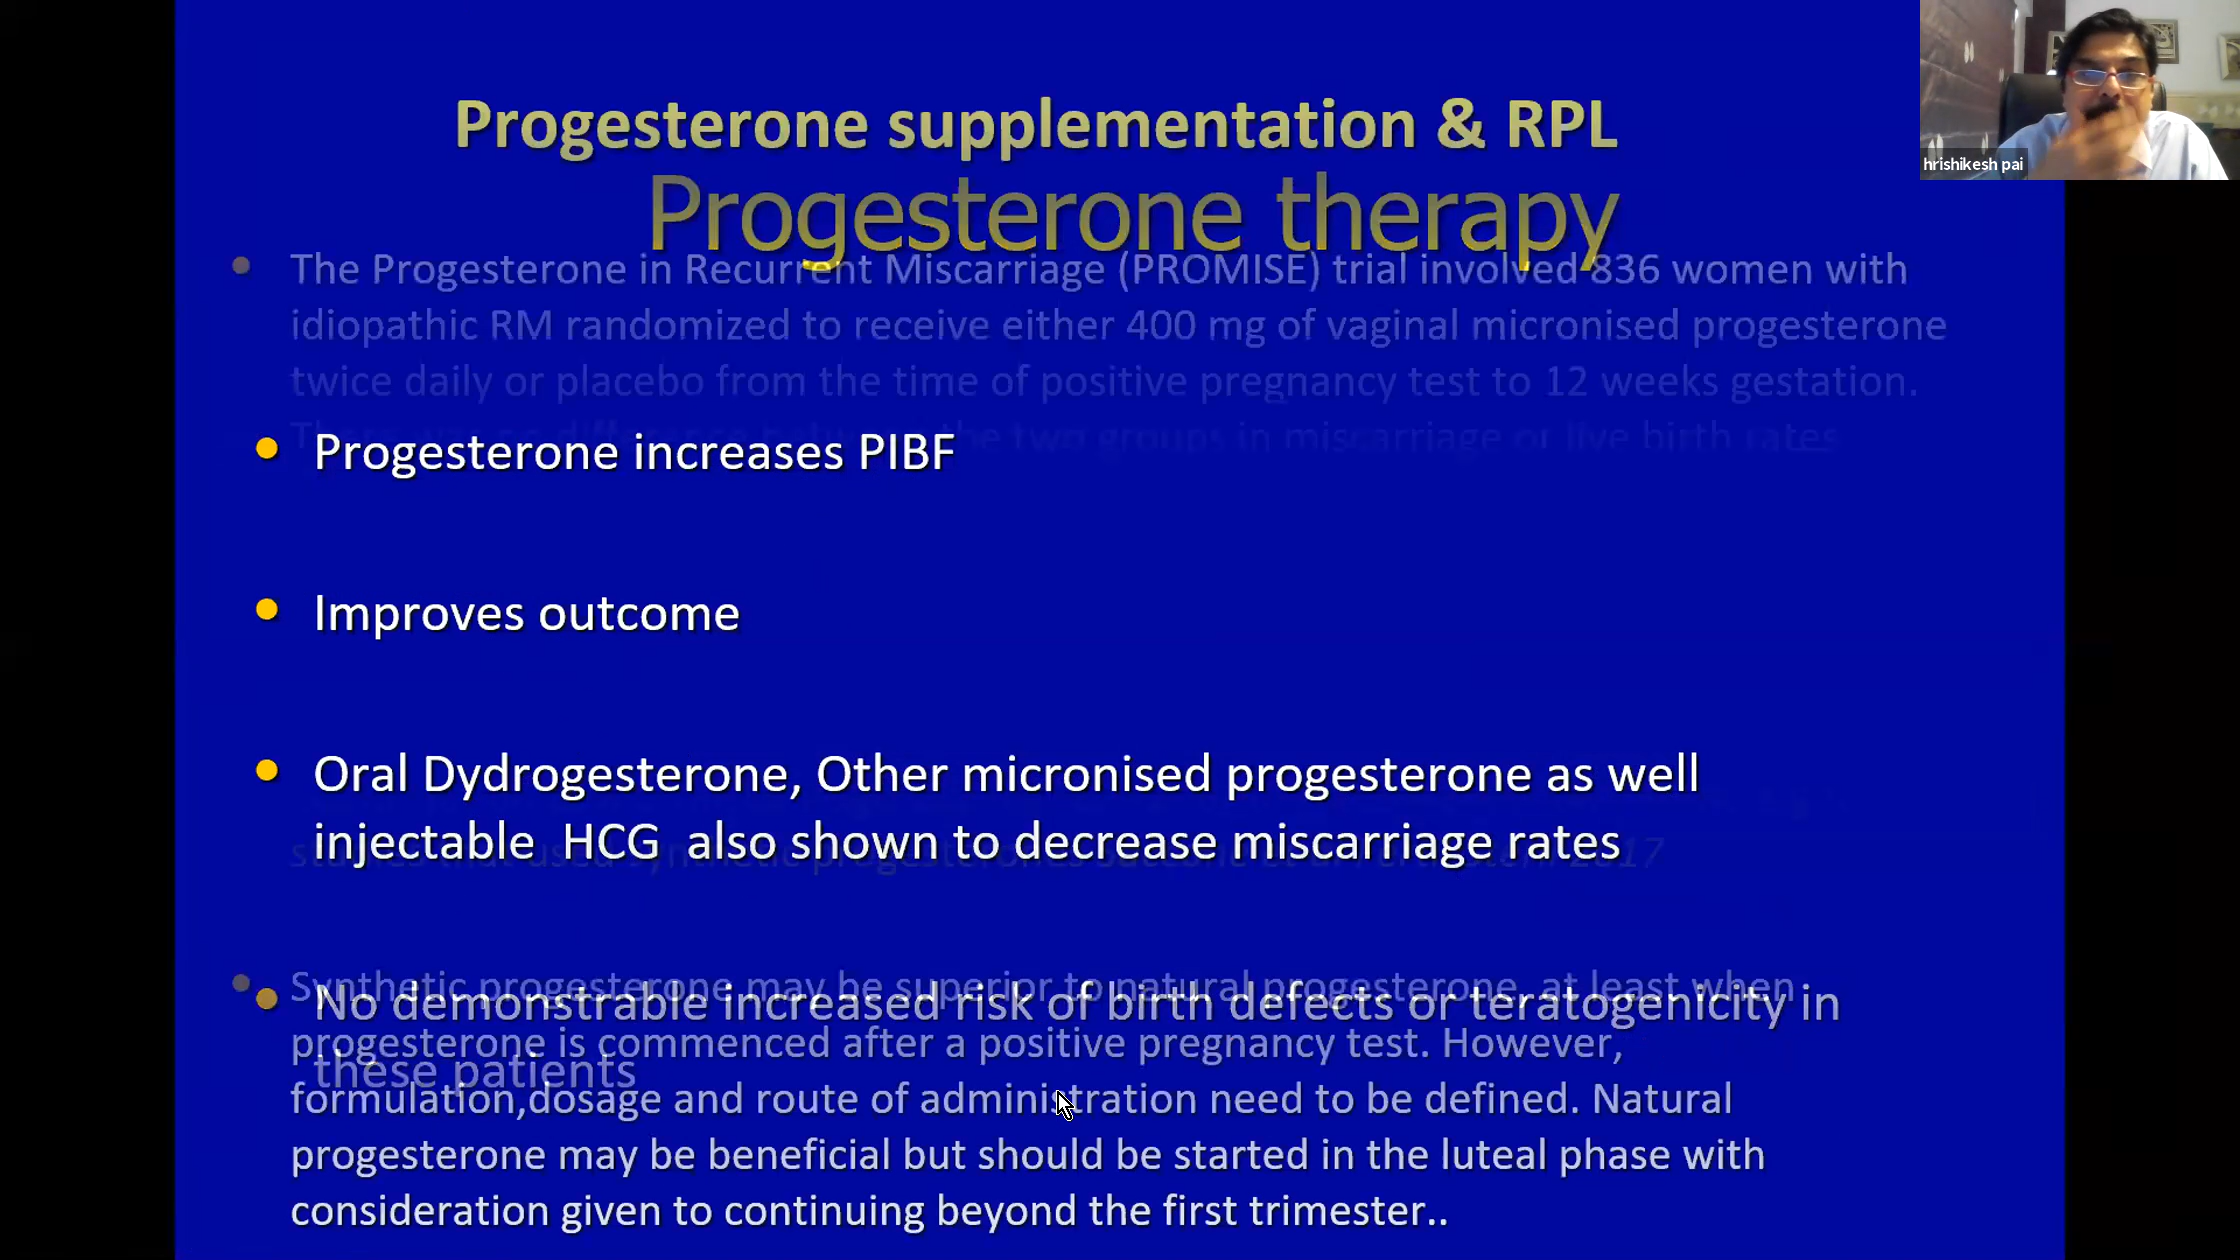 Progesterone supplementation & RPL
Progesterone therapy
hrishikesh pai
The Progesterone in Recurrent Miscarriage (PROMISE) trial involved 836 women with
idiopathic RM randomized to receive either 400 mg of vaginal micronised progesterone
twice daily or placebo from the time of positive pregnancy test to 12 weeks gestation.
the two groups in miscarriage or live birth rates
Progesterone increases PIBF
Improves outcome
Oral Dydrogesterone, Other micronised progesterone as well
injectable HCG also shown to decrease miscarriage rates
2017
Synthetic progesterone may be superior to natural progesterone, at least when
No demonstrable increased risk of birth defects or teratogenicity in
progesterone is commenced after a positive pregnancy test. However,
these patients
formulation,dosage and route of administration need to be defined. Natural
progesterone may be beneficial but should be started in the luteal phase with
consideration given to continuing beyond the first trimester..